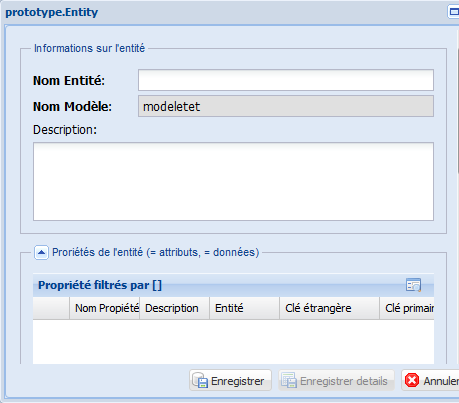 prototype.Entity
Informations sur l'entité
Nom Entité:
Nom Modèle: modeletet
Description:
Priorétés de l'entité (= attributs, = données)
Propriété filtrés par []
Nom Propiété Description Entité Clé étrangère Clé primair
Enregistrer Enregistrer details Annuler